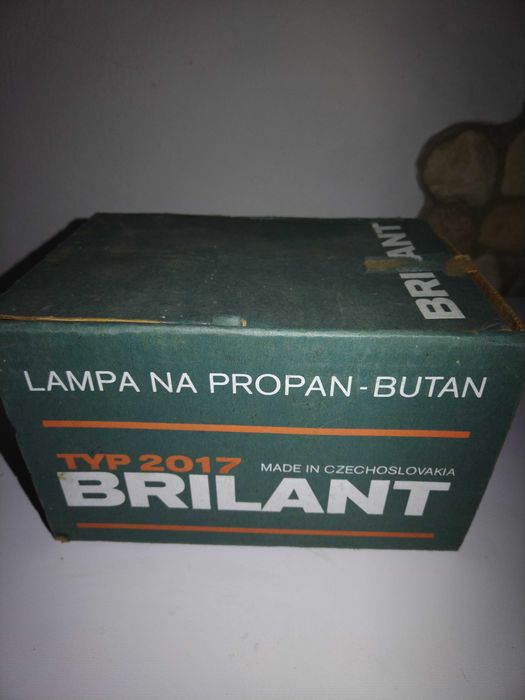 BRILANT
LAMPA NA PROPAN-BUTAN
TYP 2017
MADE IN CZECHOSLOVAKIA
BRILANT